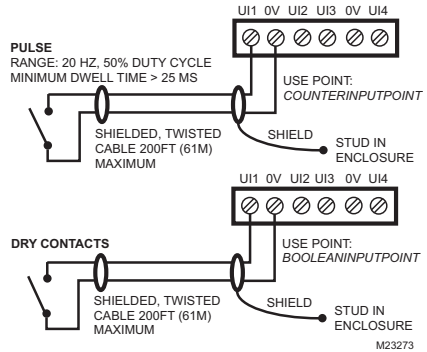 UI1 0V UI2 UI3 0V UI4
PULSE
RANGE: 20 HZ, 50% DUTY CYCLE
MINIMUM DWELL TIME > 25 MS
USE POINT:
COUNTERINPUTPOINT
SHIELDED, TWISTED
CABLE 200FT (61M)
MAXIMUM
SHIELD
STUD IN
ENCLOSURE
UI1 0V UI2 UI3 0V UI4
DRY CONTACTS
USE POINT:
BOOLEANINPUTPOINT
SHIELDED, TWISTED
CABLE 200FT (61M)
MAXIMUM
SHIELD
STUD IN
ENCLOSURE
M23273